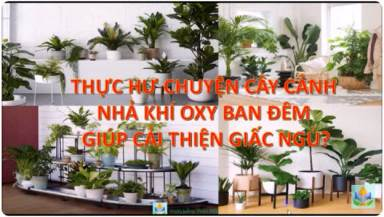 THỰC HƯ CHUYỆN CÂY CẢNH
NHẢ KHÍ OXY BAN ĐÊM
GIÚP CẢI THIỆN GIẤC NGỦ?